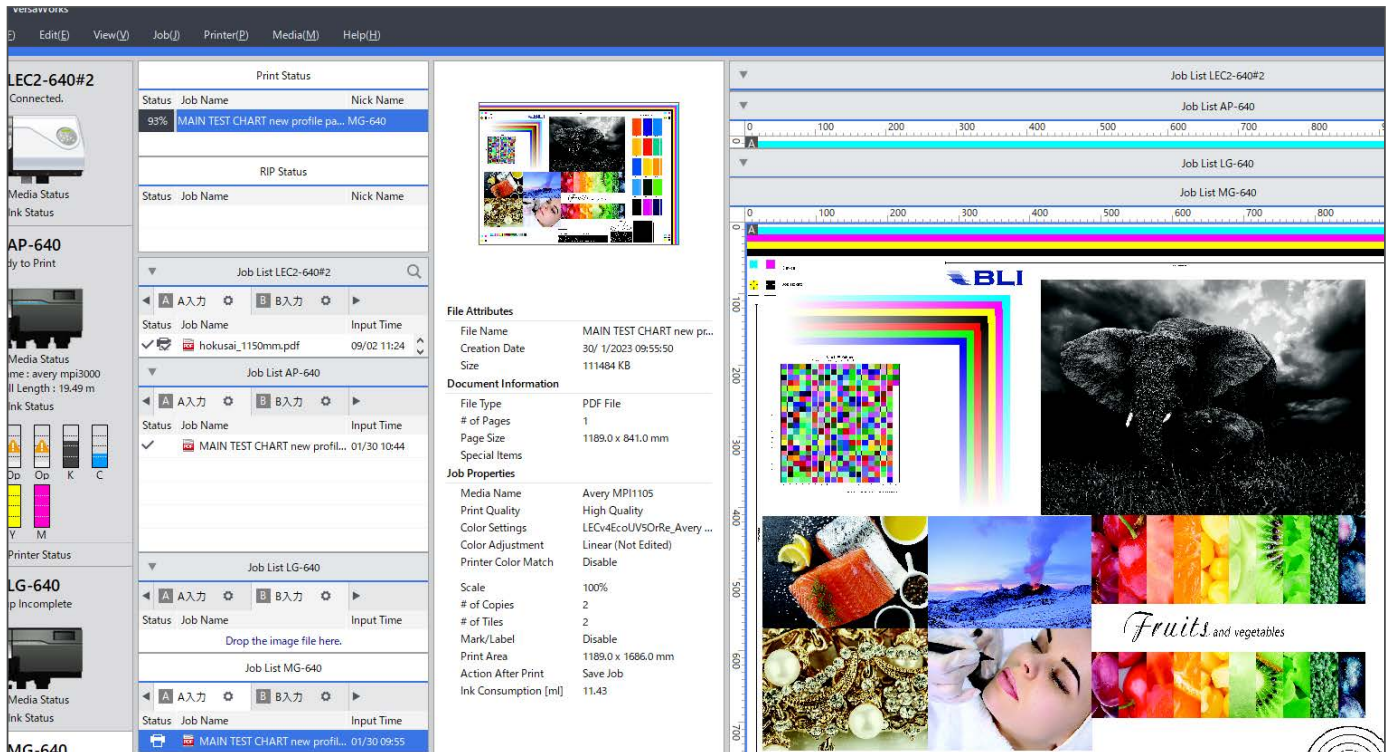 VersaWorks
Edit(E) View(V) Job(J) Printer(P) Media(M) Help(H)
LEC2-640#2
Connected.
Media Status
Ink Status
AP-640
dy to Print
Media Status
me : avery mpi3000
ll Length : 19.49 m
Ink Status
Op Op K C
Y M
Printer Status
LG-640
p Incomplete
Media Status
Ink Status
MG-640
Print Status
Status Job Name Nick Name
93% MAIN TEST CHART new profile pa... MG-640
RIP Status
Status Job Name Nick Name
Job List LEC2-640#2
A A入力 B B入力
Status Job Name Input Time
hokusai_1150mm.pdf 09/02 11:24
Job List AP-640
A A入力 B B入力
Status Job Name Input Time
MAIN TEST CHART new profil... 01/30 10:44
Job List LG-640
A A入力 B B入力
Status Job Name Input Time
Drop the image file here.
Job List MG-640
A A入力 B B入力
Status Job Name Input Time
MAIN TEST CHART new profil... 01/30 09:55
File Attributes
File Name MAIN TEST CHART new pr...
Creation Date 30/ 1/2023 09:55:50
Size 111484 KB
Document Information
File Type PDF File
# of Pages 1
Page Size 1189.0 x 841.0 mm
Special Items
Job Properties
Media Name Avery MPI1105
Print Quality High Quality
Color Settings LECv4EcoUV5OrRe_Avery ...
Color Adjustment Linear (Not Edited)
Printer Color Match Disable
Scale 100%
# of Copies 2
# of Tiles 2
Mark/Label Disable
Print Area 1189.0 x 1686.0 mm
Action After Print Save Job
Ink Consumption [ml] 11.43
Job List LEC2-640#2
Job List AP-640
0 100 200 300 400 500 600 700 800
0 A
Job List LG-640
Job List MG-640
0 100 200 300 400 500 600 700 800
0 A
BLI
100
200
300
400
500
600
700
Fruits and vegetables